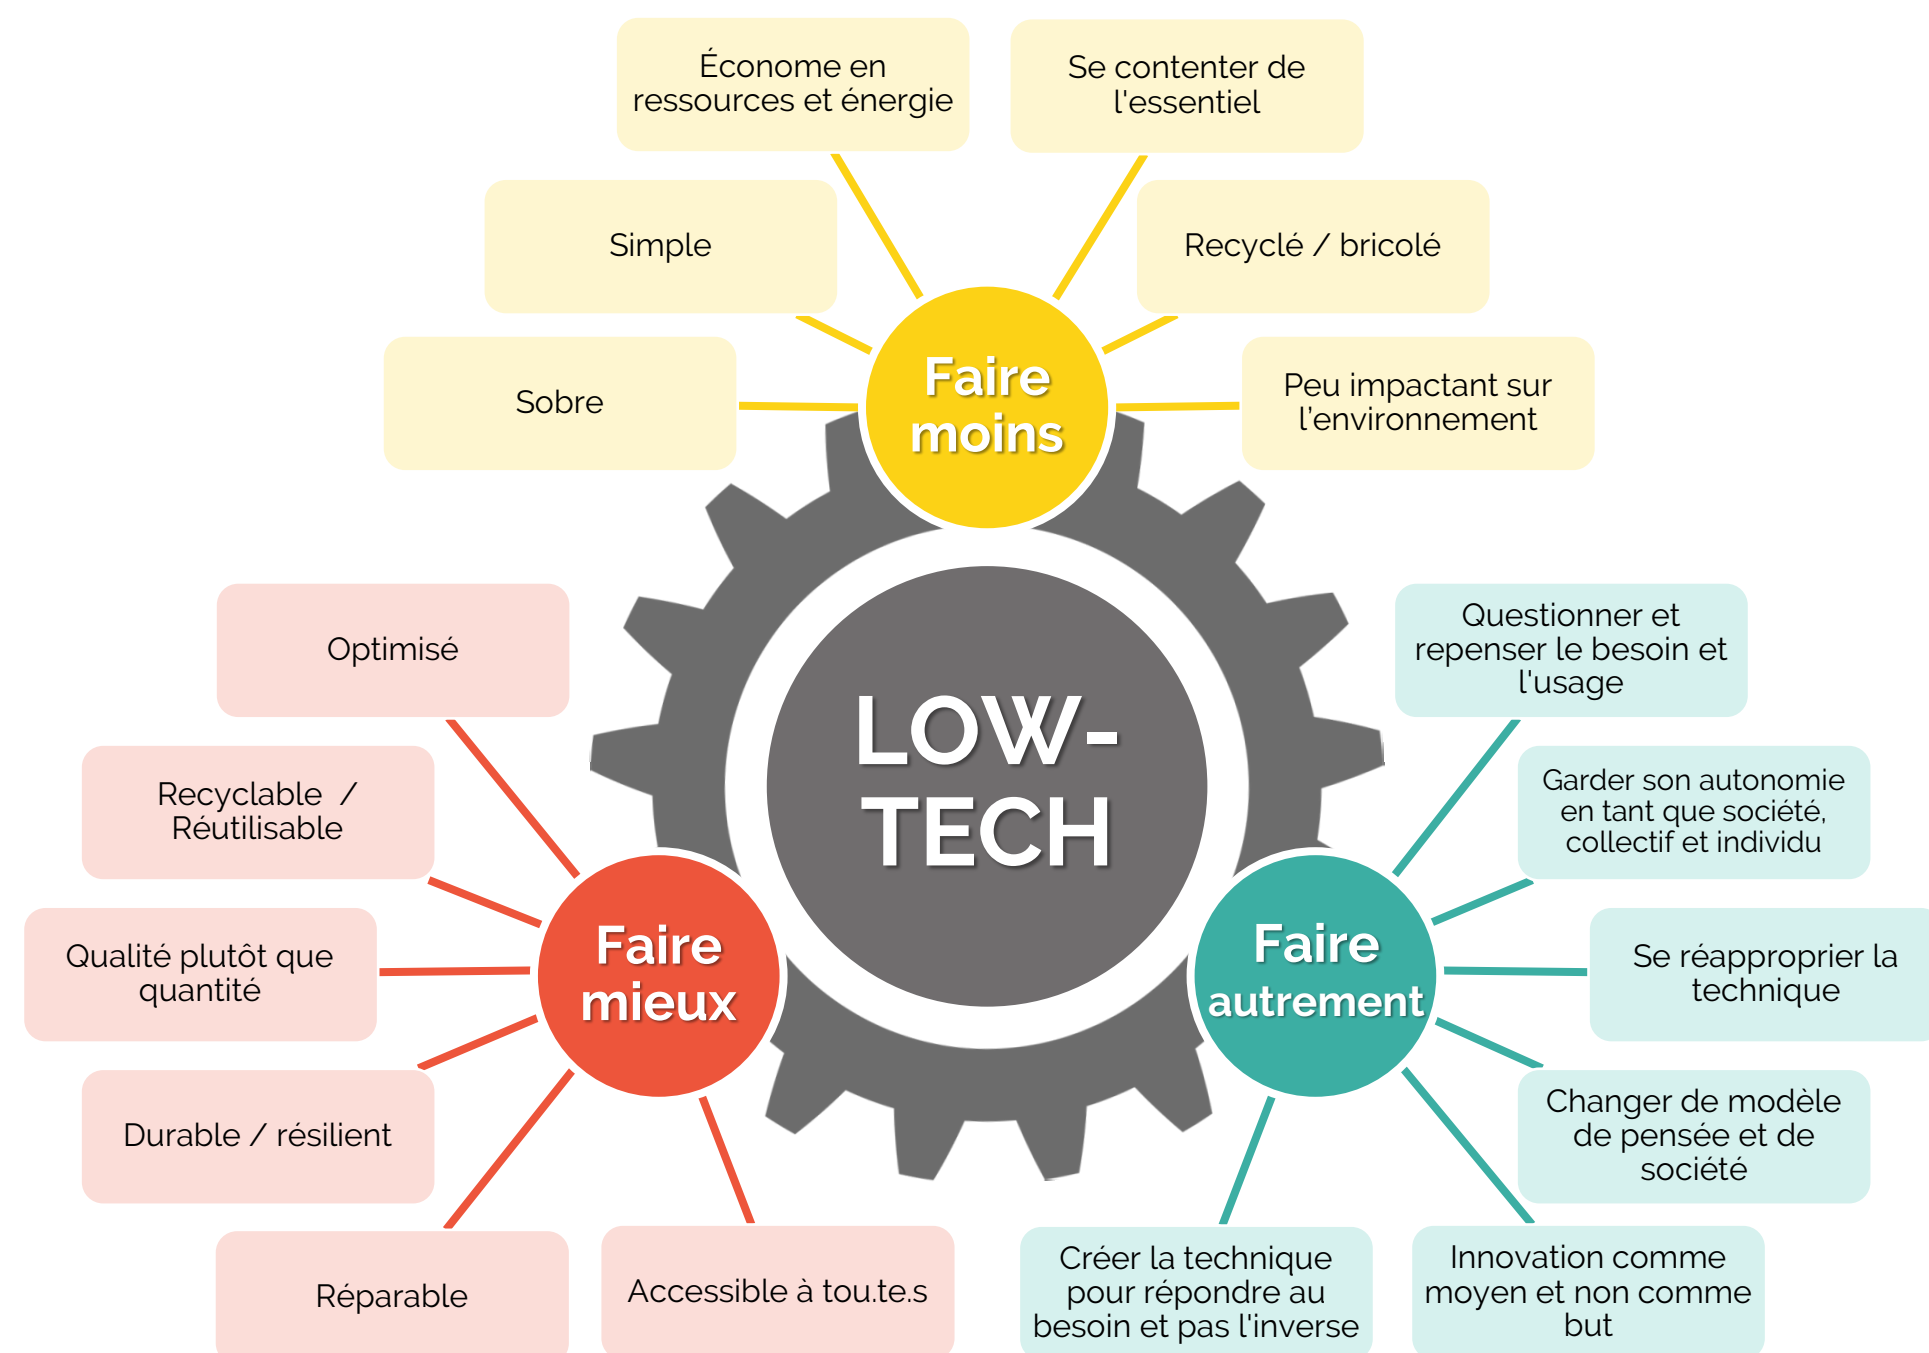 Économe en
ressources et énergie
Se contenter de
l'essentiel
Simple
Recyclé / bricolé
Sobre
Peu impactant sur
l’environnement
Faire
moins
LOW-
TECH
Optimisé
Recyclable  /
Réutilisable
Qualité plutôt que
quantité
Durable / résilient
Réparable
Accessible à tou.te.s
Faire
mieux
Faire
autrement
Questionner et
repenser le besoin et
l'usage
Garder son autonomie
en tant que société,
collectif et individu
Se réapproprier la
technique
Changer de modèle
de pensée et de
société
Innovation comme
moyen et non comme
but
Créer la technique
pour répondre au
besoin et pas l'inverse